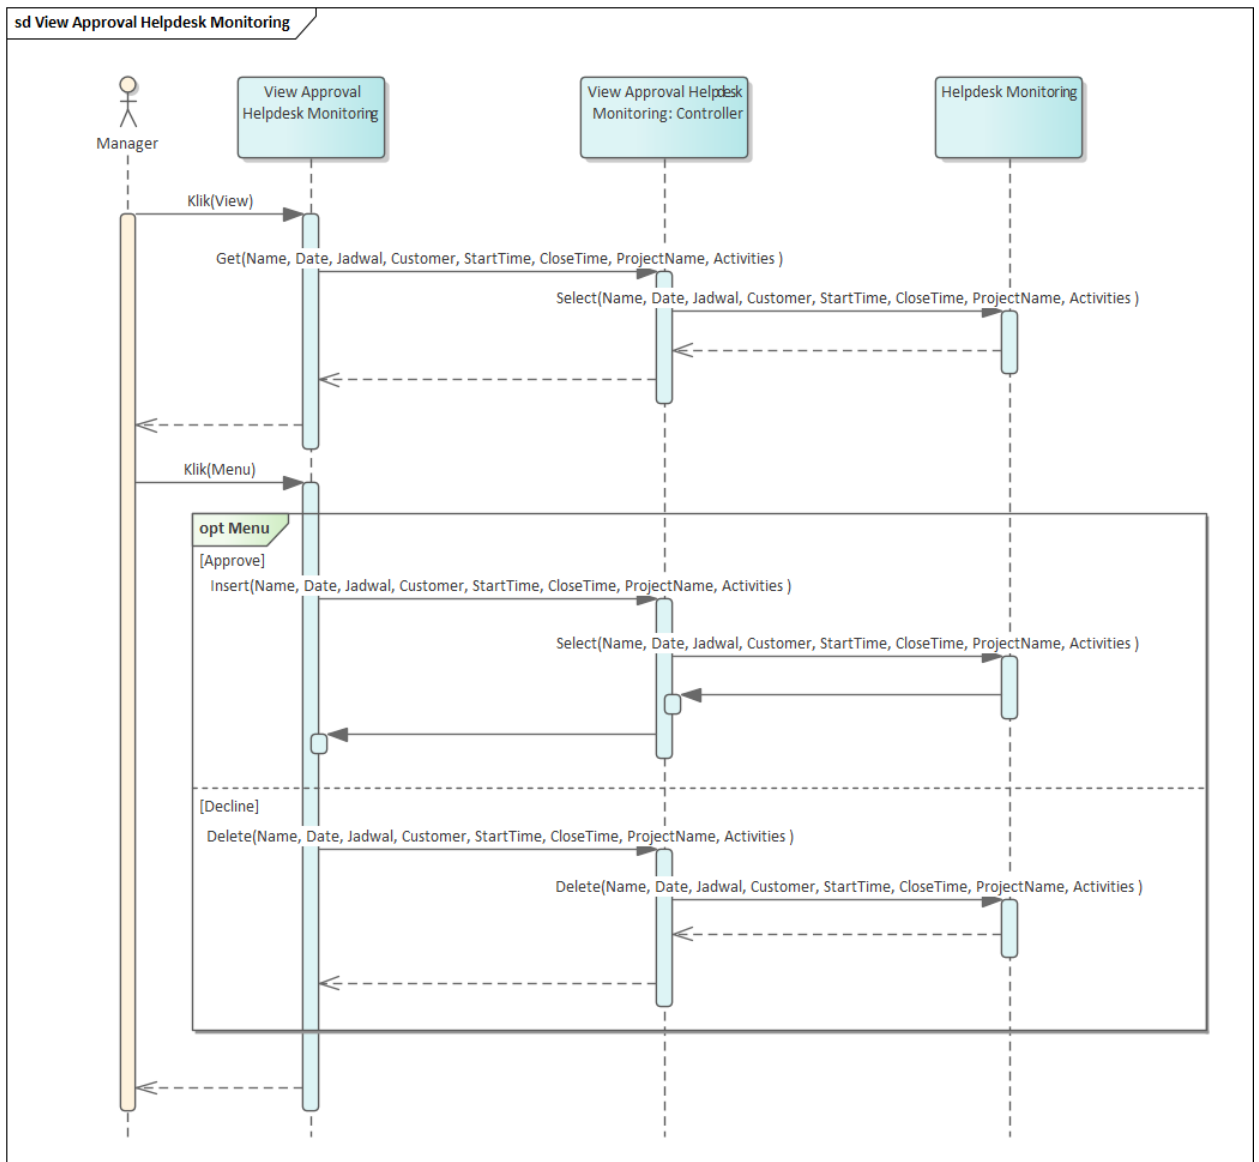 sd View Approval Helpdesk Monitoring
Manager
View Approval
Helpdesk Monitoring
View Approval Helpdesk
Monitoring: Controller
Helpdesk Monitoring
Klik(View)
Get(Name, Date, Jadwal, Customer, StartTime, CloseTime, ProjectName, Activities )
Select(Name, Date, Jadwal, Customer, StartTime, CloseTime, ProjectName, Activities )
Klik(Menu)
opt Menu
[Approve]
Insert(Name, Date, Jadwal, Customer, StartTime, CloseTime, ProjectName, Activities )
Select(Name, Date, Jadwal, Customer, StartTime, CloseTime, ProjectName, Activities )
[Decline]
Delete(Name, Date, Jadwal, Customer, StartTime, CloseTime, ProjectName, Activities )
Delete(Name, Date, Jadwal, Customer, StartTime, CloseTime, ProjectName, Activities )